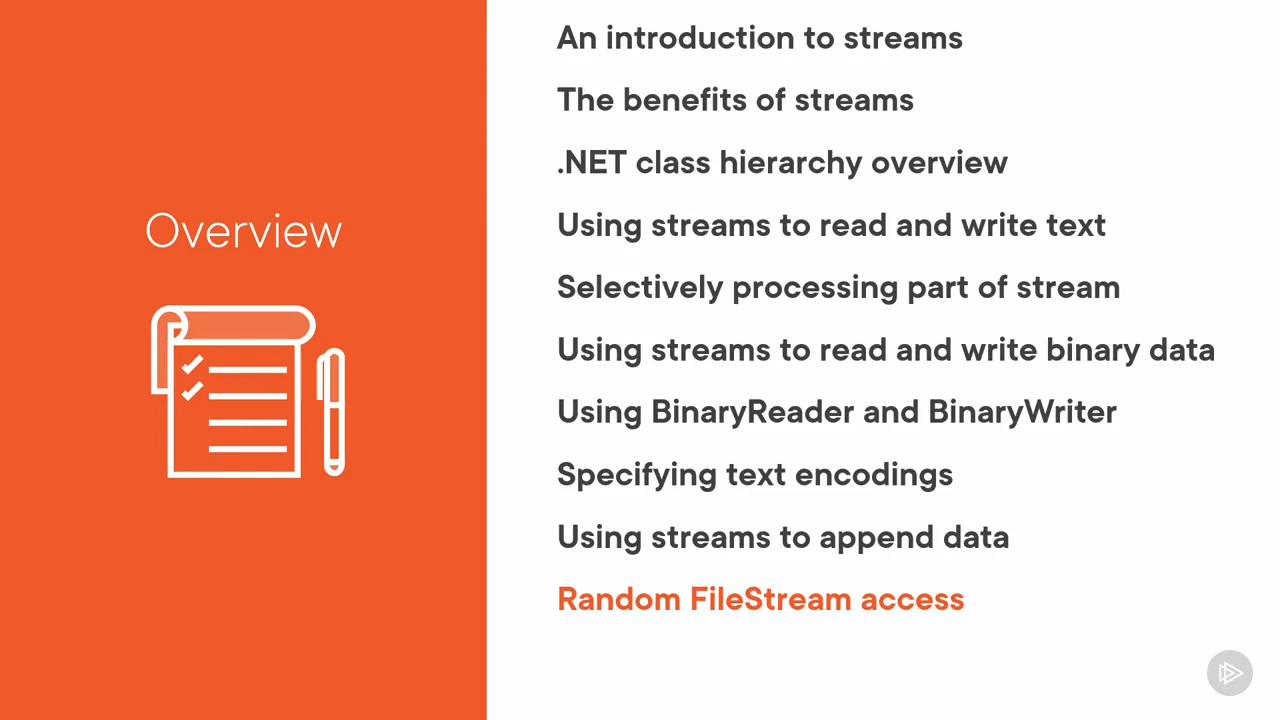 Overview
An introduction to streams
The benefits of streams
.NET class hierarchy overview
Using streams to read and write text
Selectively processing part of stream
Using streams to read and write binary data
Using BinaryReader and BinaryWriter
Specifying text encodings
Using streams to append data
Random FileStream access